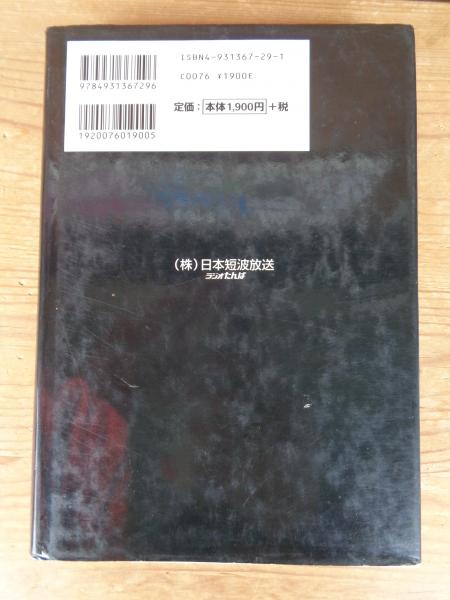 ISBN4-931367-29-1
C0076 ¥1900E
9784931367296
定価：本体1,900円+税
1920076019005
（株）日本短波放送
ラジオたんぱ